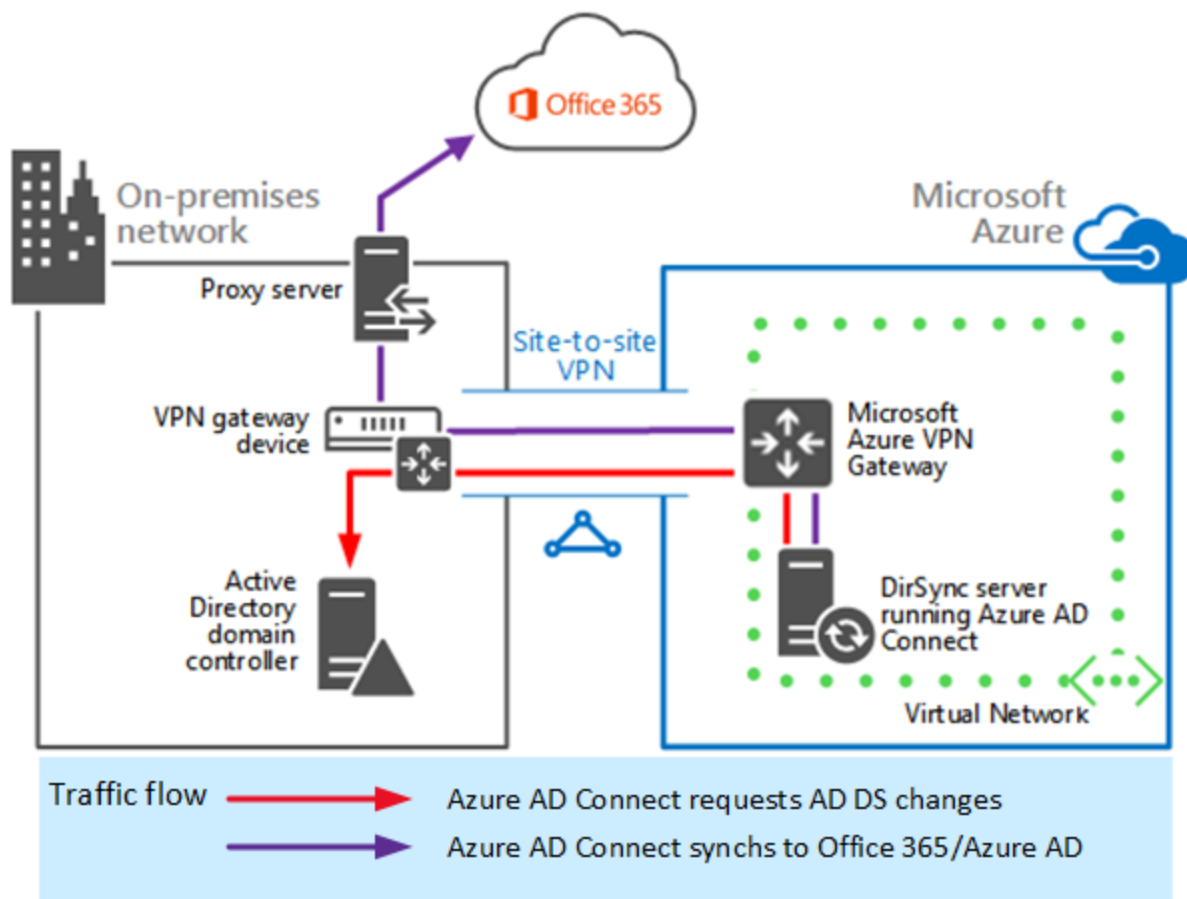 Office 365
On-premises
network
Microsoft
Azure
Proxy server
Site-to-site
VPN
VPN gateway
device
Microsoft
Azure VPN
Gateway
Active
Directory
domain
controller
DirSync server
running Azure AD
Connect
Virtual Network
Traffic flow
Azure AD Connect requests AD DS changes
Azure AD Connect synchs to Office 365/Azure AD